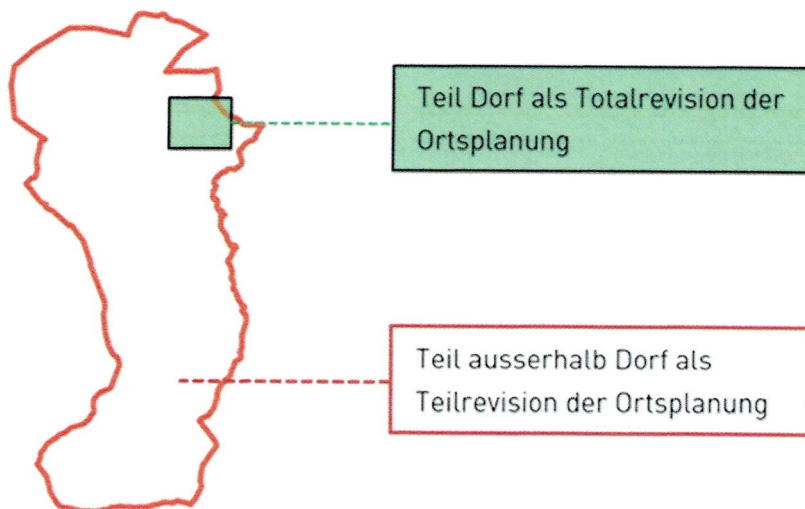 Teil Dorf als Totalrevision der
Ortsplanung
Teil ausserhalb Dorf als
Teilrevision der Ortsplanung